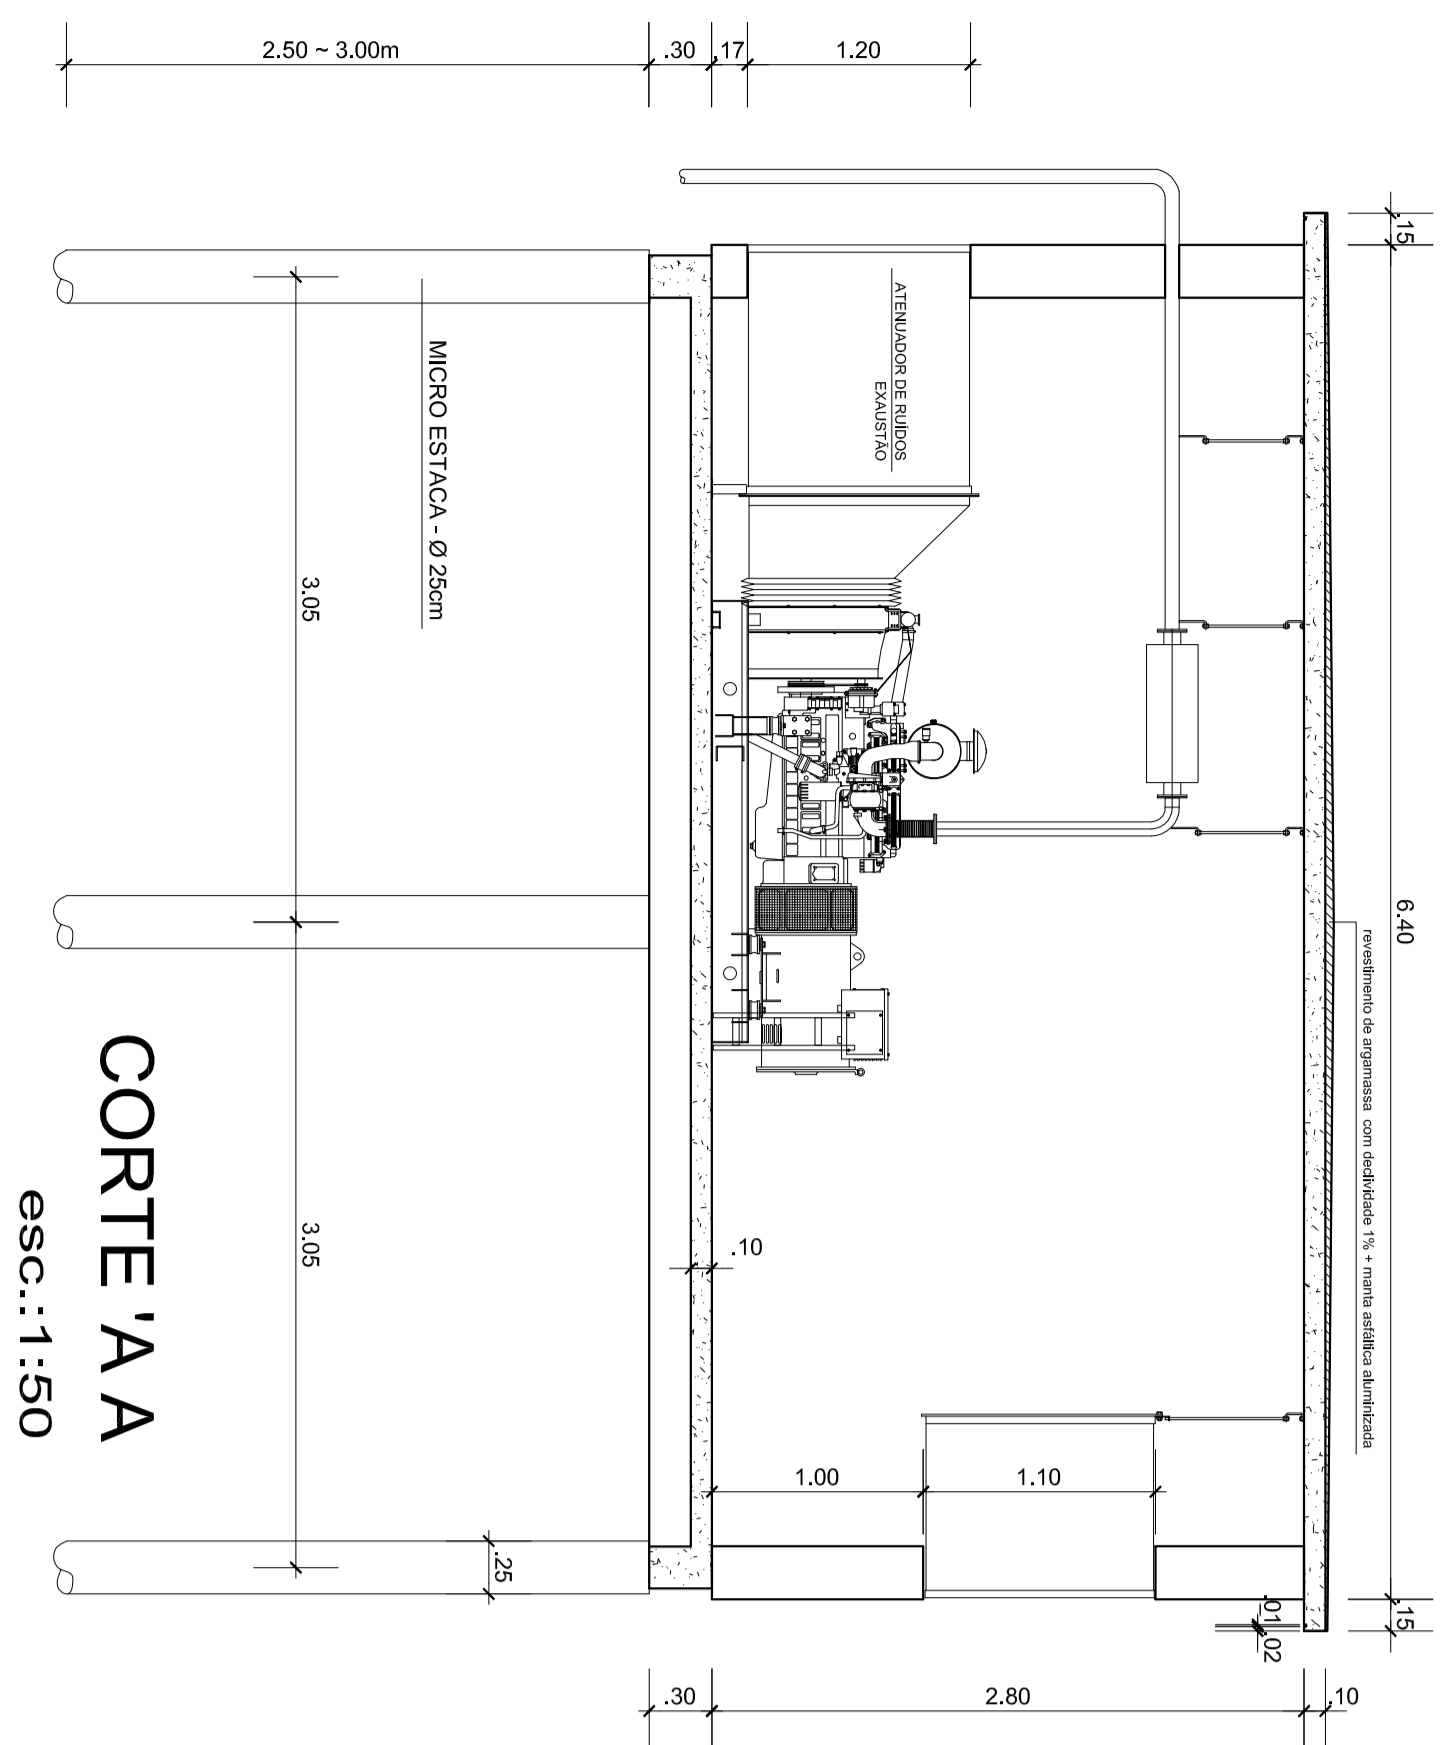 2.50 ~ 3.00m
.30
.17
1.20
.15
6.40
.15
revestimento de argamassa com declividade 1% + manta asfáltica aluminizada
ATENUADOR DE RUÍDOS
EXAUSTÃO
MICRO ESTACA - Ø 25cm
3.05
3.05
.10
1.00
1.10
.25
.01
.02
.30
2.80
.10
CORTE 'A A
esc.:1:50